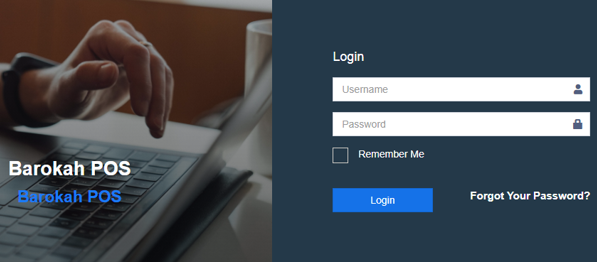 Barokah POS
Barokah POS
Login
Username
Password
Remember Me
Login
Forgot Your Password?